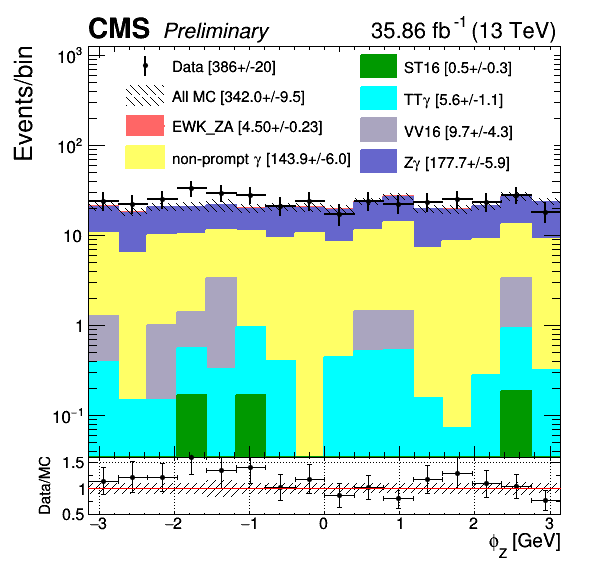 CMS Preliminary 35.86 fb⁻¹ (13 TeV)
Events/bin
10³
10²
10
1
10⁻¹
Data [386+/-20]
All MC [342.0+/-9.5]
EWK_ZA [4.50+/-0.23]
non-prompt γ [143.9+/-6.0]
ST16 [0.5+/-0.3]
TTγ [5.6+/-1.1]
VV16 [9.7+/-4.3]
Zγ [177.7+/-5.9]
Data/MC
1.5
1
0.5
−3 −2 −1 0 1 2 3
ϕ_Z [GeV]